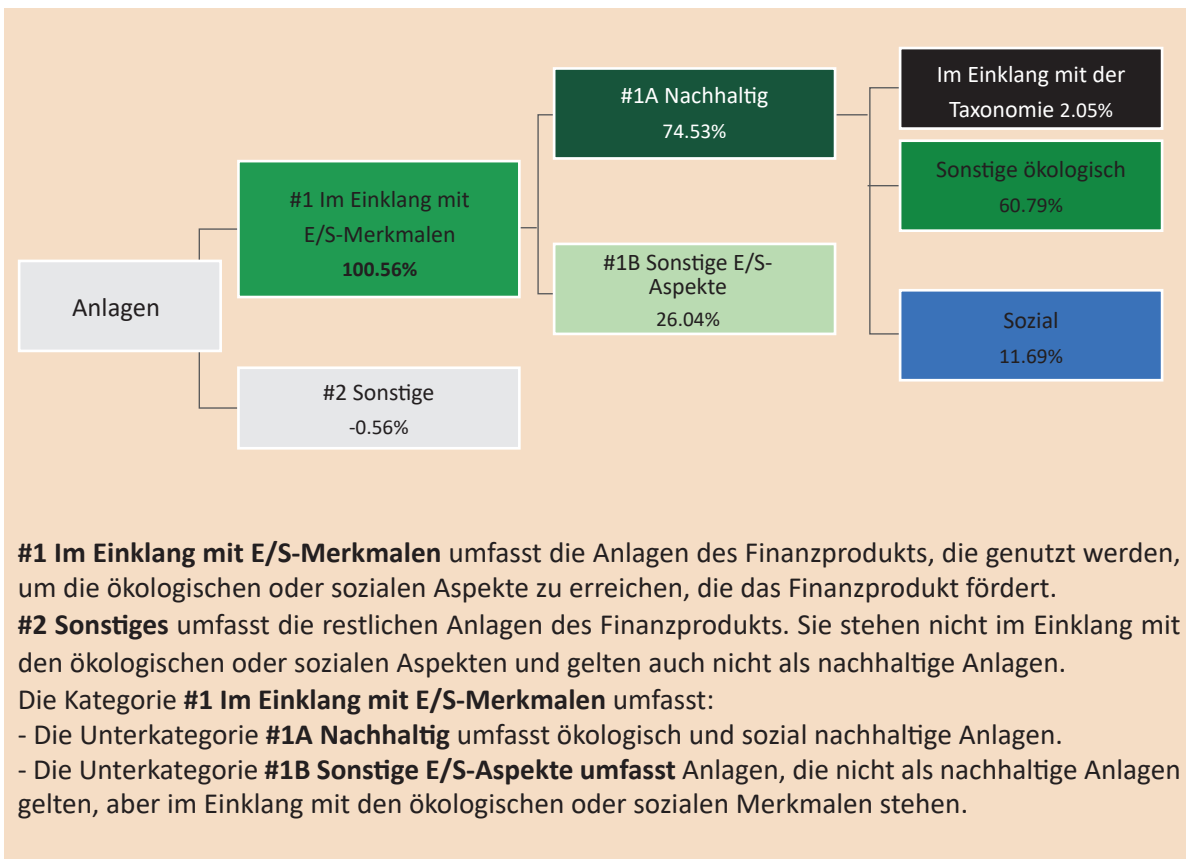 Anlagen
#1 Im Einklang mit
E/S-Merkmalen
100.56%
#2 Sonstige
-0.56%
#1A Nachhaltig
74.53%
#1B Sonstige E/S-
Aspekte
26.04%
Im Einklang mit der
Taxonomie 2.05%
Sonstige ökologisch
60.79%
Sozial
11.69%
#1 Im Einklang mit E/S-Merkmalen umfasst die Anlagen des Finanzprodukts, die genutzt werden,
um die ökologischen oder sozialen Aspekte zu erreichen, die das Finanzprodukt fördert.
#2 Sonstiges umfasst die restlichen Anlagen des Finanzprodukts. Sie stehen nicht im Einklang mit
den ökologischen oder sozialen Aspekten und gelten auch nicht als nachhaltige Anlagen.
Die Kategorie #1 Im Einklang mit E/S-Merkmalen umfasst:
- Die Unterkategorie #1A Nachhaltig umfasst ökologisch und sozial nachhaltige Anlagen.
- Die Unterkategorie #1B Sonstige E/S-Aspekte umfasst Anlagen, die nicht als nachhaltige Anlagen
gelten, aber im Einklang mit den ökologischen oder sozialen Merkmalen stehen.